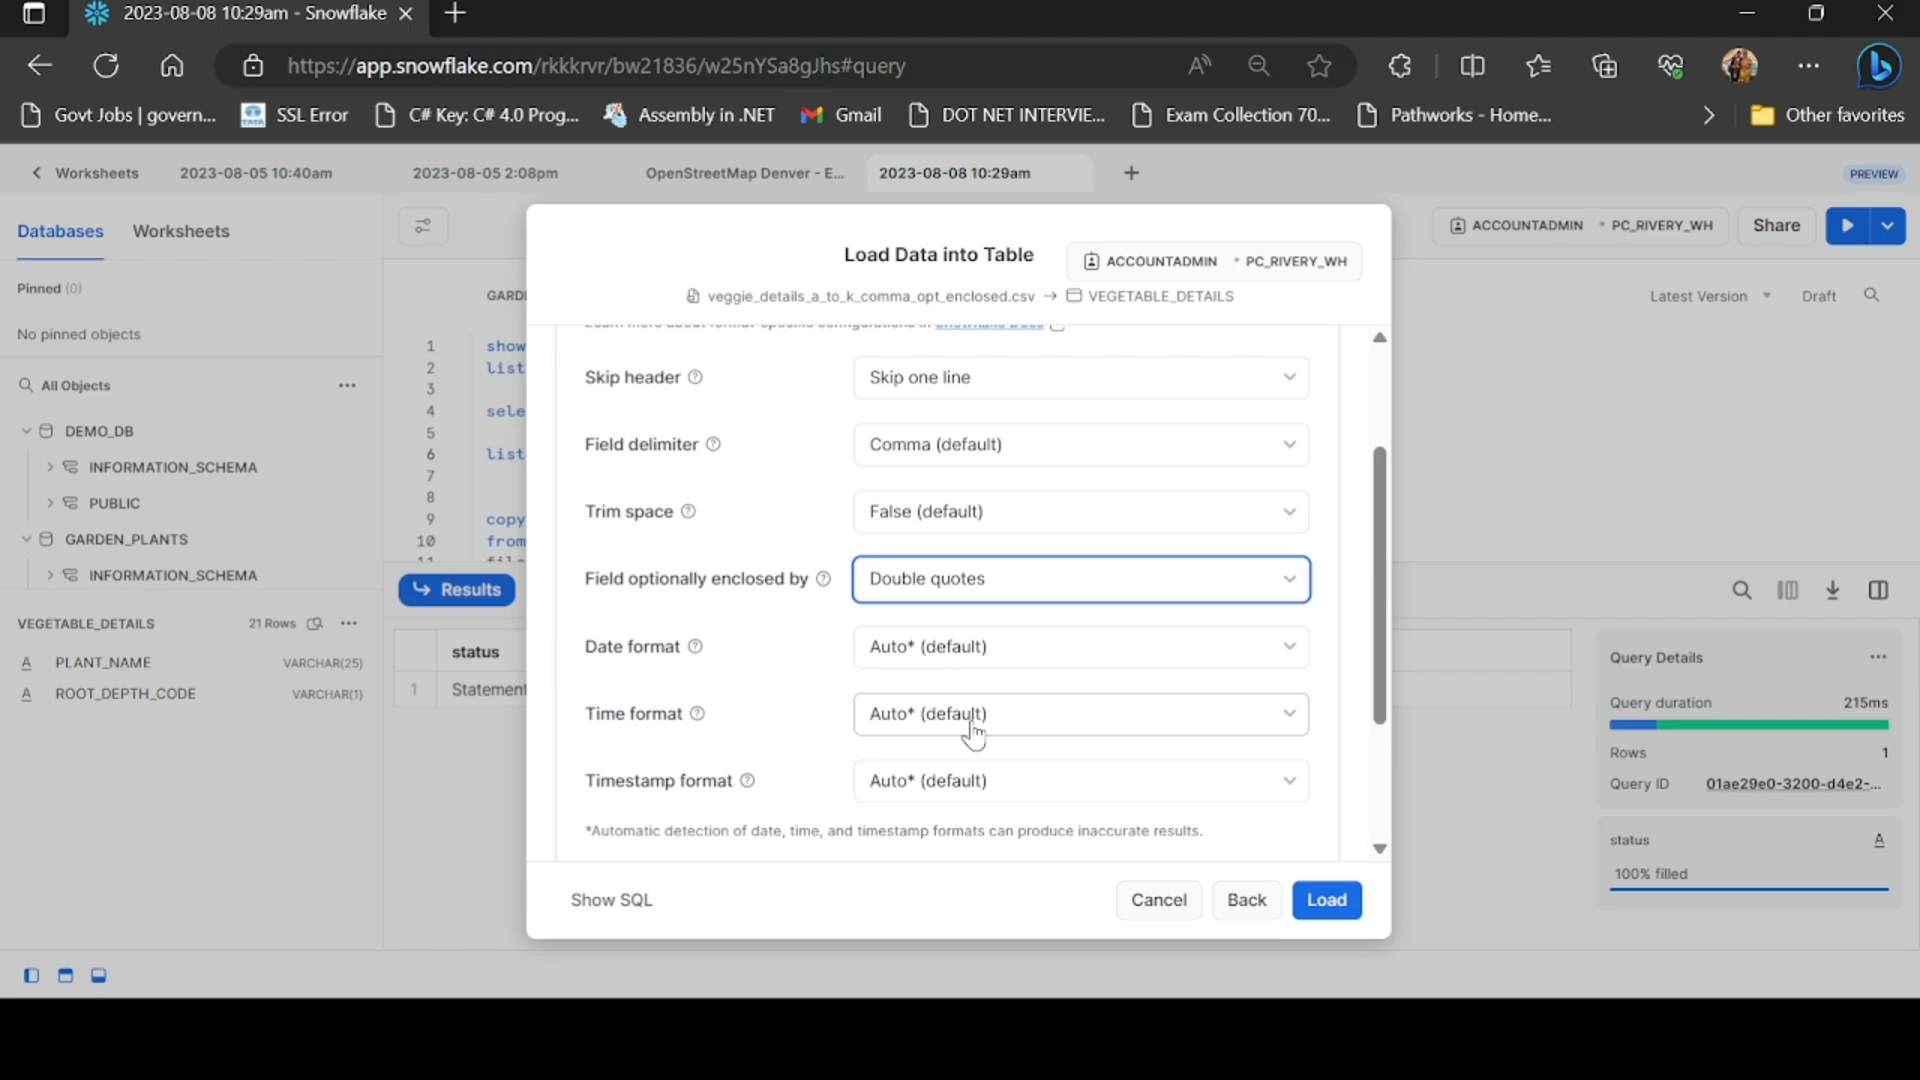 2023-08-08 10:29am - Snowflake
https://app.snowflake.com/rkkkrvr/bw21836/w25nYSa8gJhs#query
Govt Jobs | govern...
SSL Error
C# Key: C# 4.0 Prog...
Assembly in .NET
Gmail
DOT NET INTERVIE...
Exam Collection 70...
Pathworks - Home...
Other favorites
Worksheets
2023-08-05 10:40am
2023-08-05 2:08pm
OpenStreetMap Denver - E...
2023-08-08 10:29am
PREVIEW
Databases
Worksheets
ACCOUNTADMIN
PC_RIVERY_WH
Share
Pinned (0)
No pinned objects
All Objects
DEMO_DB
INFORMATION_SCHEMA
PUBLIC
GARDEN_PLANTS
INFORMATION_SCHEMA
VEGETABLE_DETAILS
21 Rows
PLANT_NAME
VARCHAR(25)
ROOT_DEPTH_CODE
VARCHAR(1)
GARD
Latest Version
Draft
1 show
2 list
3
4 sele
5
6 list
7
8
9 copy
10 from
Results
status
1 Statement
Load Data into Table
ACCOUNTADMIN
PC_RIVERY_WH
veggie_details_a_to_k_comma_opt_enclosed.csv → VEGETABLE_DETAILS
Skip header
Skip one line
Field delimiter
Comma (default)
Trim space
False (default)
Field optionally enclosed by
Double quotes
Date format
Auto* (default)
Time format
Auto* (default)
Timestamp format
Auto* (default)
*Automatic detection of date, time, and timestamp formats can produce inaccurate results.
Show SQL
Cancel
Back
Load
Query Details
Query duration
215ms
Rows
1
Query ID
01ae29e0-3200-d4e2-...
status
A
100% filled